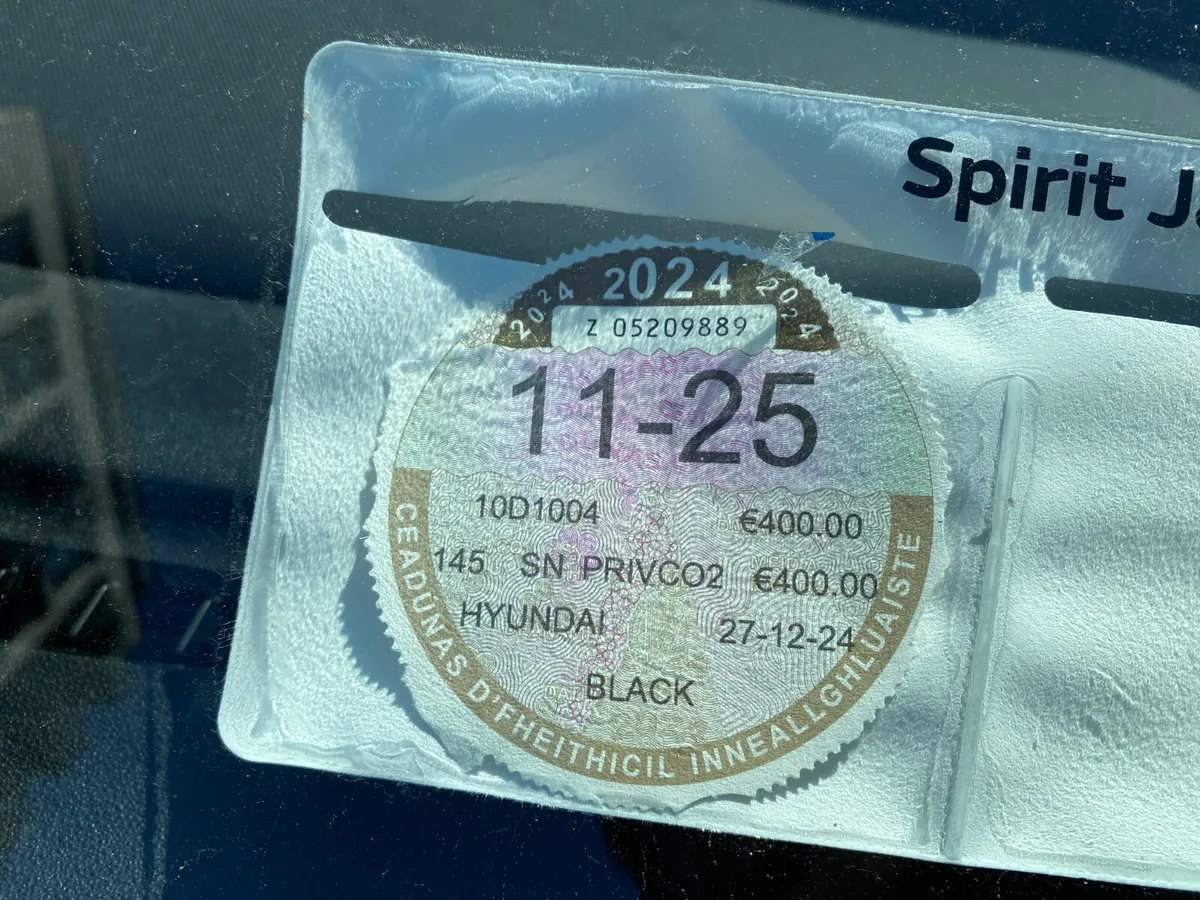 Spirit J
2024 2024 2024
Z 05209889
11-25
10D1004 €400.00
145 SN PRIVCO2 €400.00
HYUNDAI 27-12-24
BLACK
CEADUNAS D'FHEITHICIL INNEALLGHLUAISTE